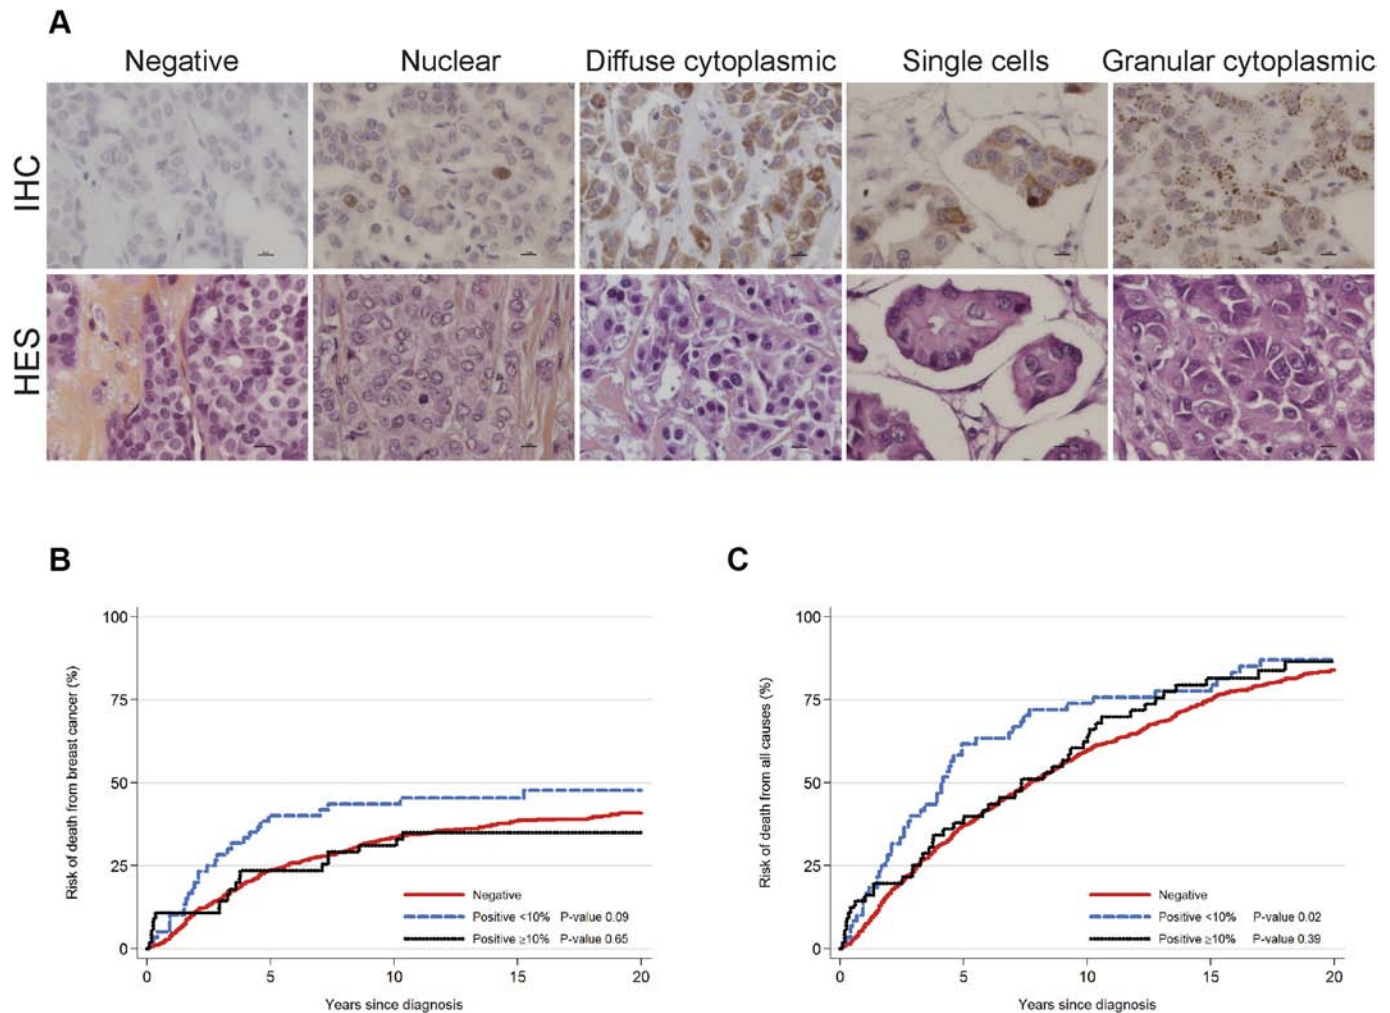 A
Negative Nuclear Diffuse cytoplasmic Single cells Granular cytoplasmic
IHC
HES
B
Risk of death from breast cancer (%)
100
75
50
25
0
Negative
Positive <10% P-value 0.09
Positive ≥10% P-value 0.65
0 5 10 15 20
Years since diagnosis
C
Risk of death from all causes (%)
100
75
50
25
0
Negative
Positive <10% P-value 0.02
Positive ≥10% P-value 0.39
0 5 10 15 20
Years since diagnosis